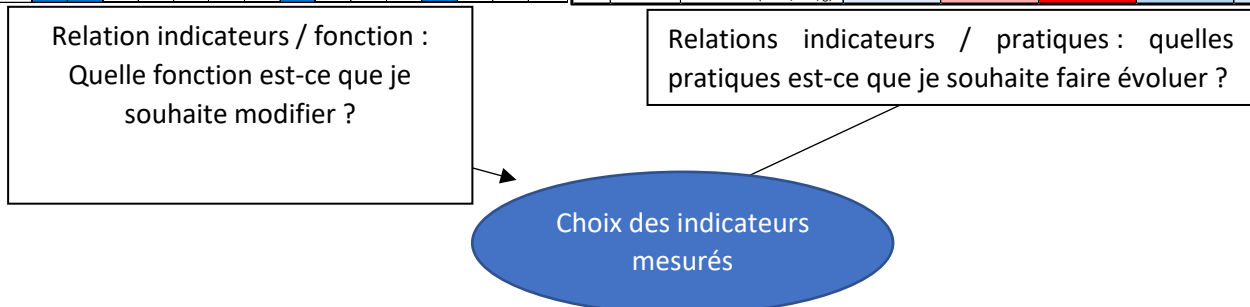 Relation indicateurs / fonction :
Quelle fonction est-ce que je
souhaite modifier ?
Relations indicateurs / pratiques : quelles
pratiques est-ce que je souhaite faire évoluer ?
Choix des indicateurs
mesurés